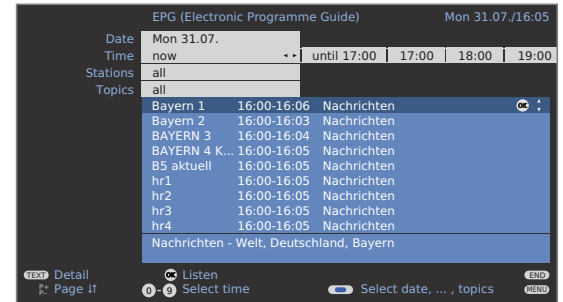 EPG (Electronic Programme Guide) Mon 31.07./16:05
Date Mon 31.07.
Time now until 17:00 17:00 18:00 19:00
Stations all
Topics all
Bayern 1 16:00-16:06 Nachrichten OK
Bayern 2 16:00-16:03 Nachrichten
BAYERN 3 16:00-16:04 Nachrichten
BAYERN 4 K... 16:00-16:05 Nachrichten
B5 aktuell 16:00-16:05 Nachrichten
hr1 16:00-16:05 Nachrichten
hr2 16:00-16:05 Nachrichten
hr3 16:00-16:05 Nachrichten
hr4 16:00-16:05 Nachrichten
Nachrichten - Welt, Deutschland, Bayern
TEXT Detail OK Listen END
P+ P- Page 0-9 Select time Select date, ... , topics MENU